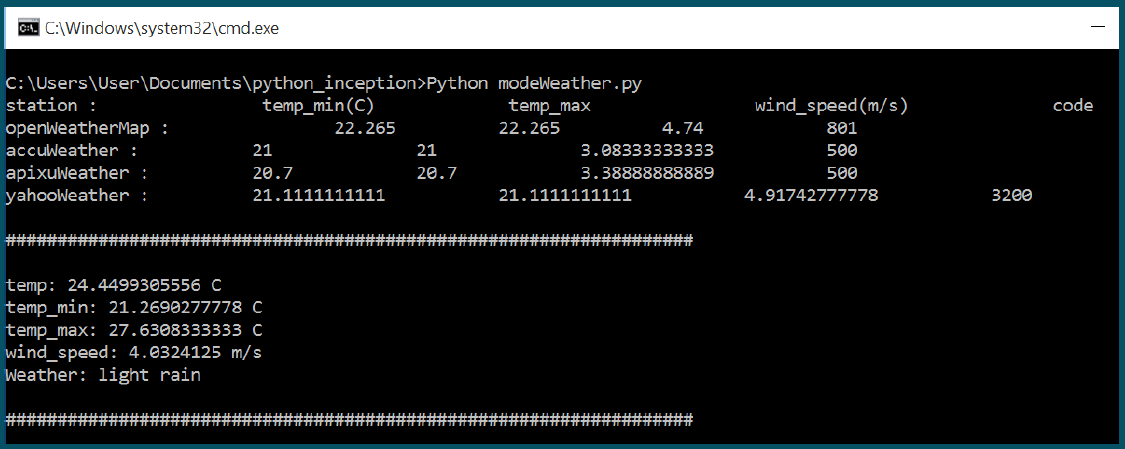 C:\Windows\system32\cmd.exe
C:\Users\User\Documents\python_inception>Python modeWeather.py
station : temp_min(C) temp_max wind_speed(m/s) code
openWeatherMap : 22.265 22.265 4.74 801
accuWeather : 21 21 3.08333333333 500
apixuWeather : 20.7 20.7 3.38888888889 500
yahooWeather : 21.1111111111 21.1111111111 4.91742777778 3200
###################################################################
temp: 24.4499305556 C
temp_min: 21.2690277778 C
temp_max: 27.6308333333 C
wind_speed: 4.0324125 m/s
Weather: light rain
###################################################################